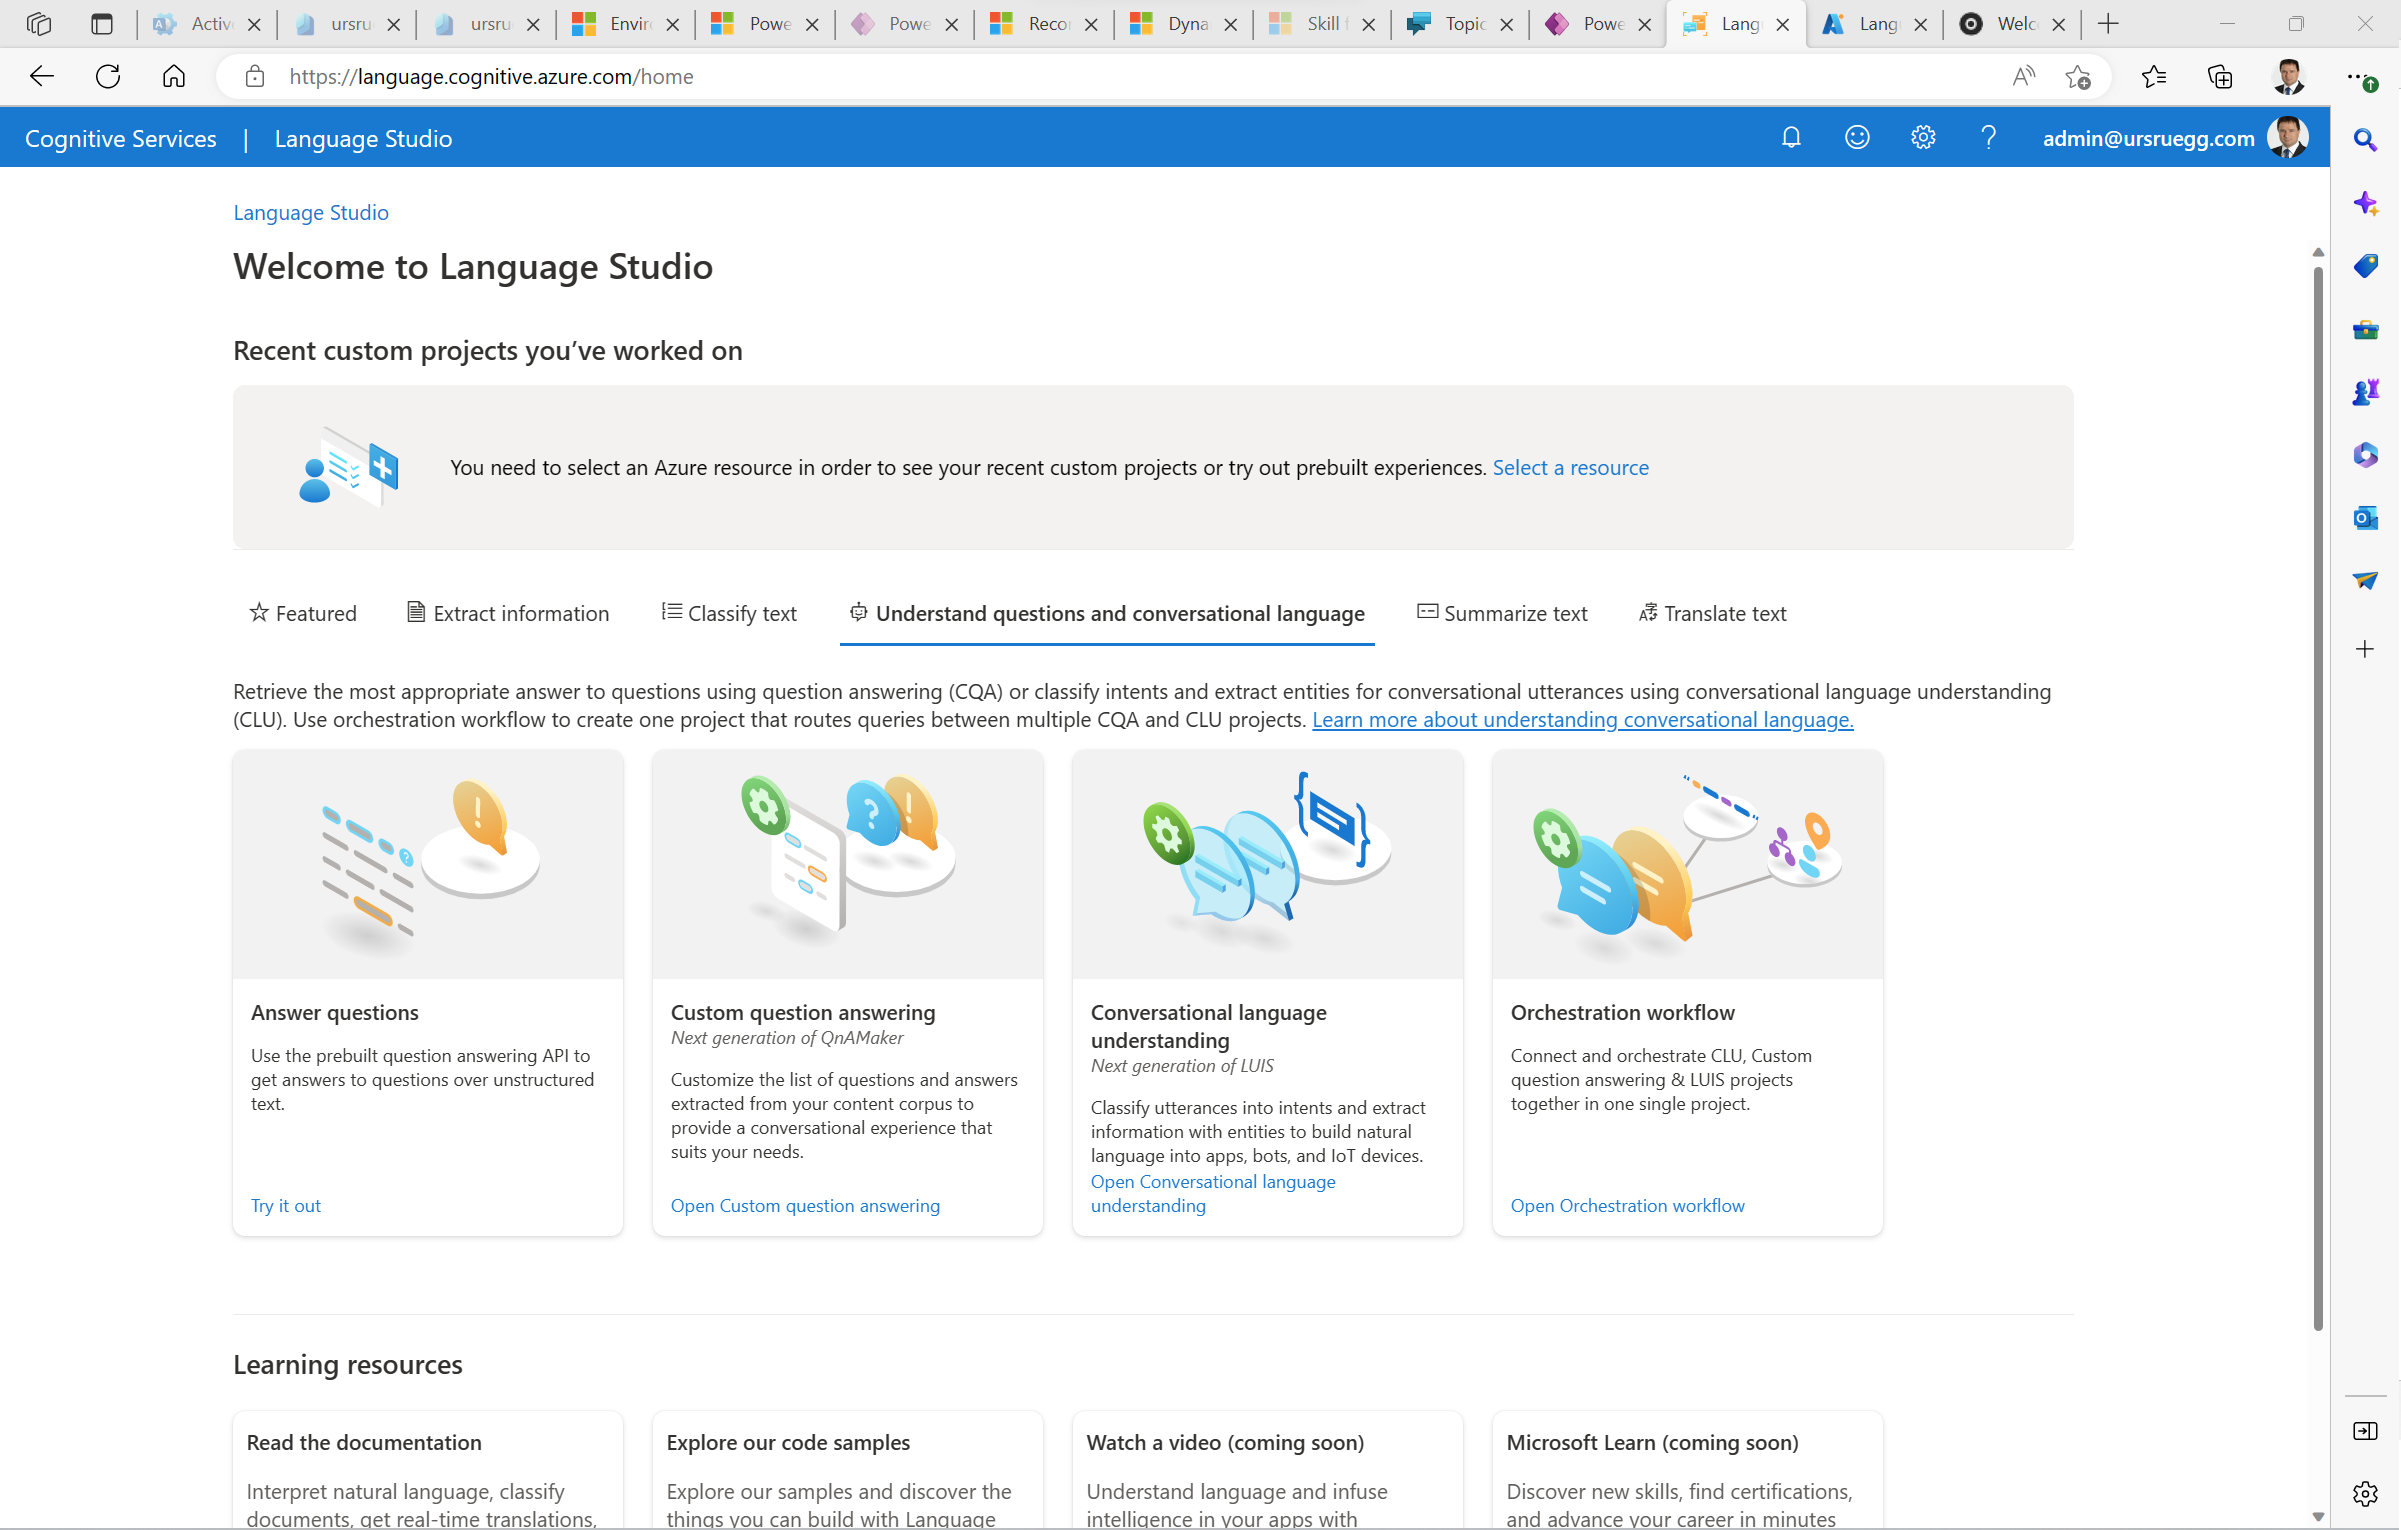 Activ
ursru
ursru
Enviro
Powe
Powe
Recor
Dyna
Skill f
Topic
Powe
Lang
Lang
Welc
https://language.cognitive.azure.com/home
Cognitive Services | Language Studio
admin@ursruegg.com
Language Studio
Welcome to Language Studio
Recent custom projects you’ve worked on
You need to select an Azure resource in order to see your recent custom projects or try out prebuilt experiences. Select a resource
Featured
Extract information
Classify text
Understand questions and conversational language
Summarize text
Translate text
Retrieve the most appropriate answer to questions using question answering (CQA) or classify intents and extract entities for conversational utterances using conversational language understanding
(CLU). Use orchestration workflow to create one project that routes queries between multiple CQA and CLU projects. Learn more about understanding conversational language.
Answer questions
Use the prebuilt question answering API to
get answers to questions over unstructured
text.
Try it out
Custom question answering
Next generation of QnAMaker
Customize the list of questions and answers
extracted from your content corpus to
provide a conversational experience that
suits your needs.
Open Custom question answering
Conversational language
understanding
Next generation of LUIS
Classify utterances into intents and extract
information with entities to build natural
language into apps, bots, and IoT devices.
Open Conversational language
understanding
Orchestration workflow
Connect and orchestrate CLU, Custom
question answering & LUIS projects
together in one single project.
Open Orchestration workflow
Learning resources
Read the documentation
Interpret natural language, classify
documents, get real-time translations,
Explore our code samples
Explore our samples and discover the
things you can build with Language
Watch a video (coming soon)
Understand language and infuse
intelligence in your apps with
Microsoft Learn (coming soon)
Discover new skills, find certifications,
and advance your career in minutes